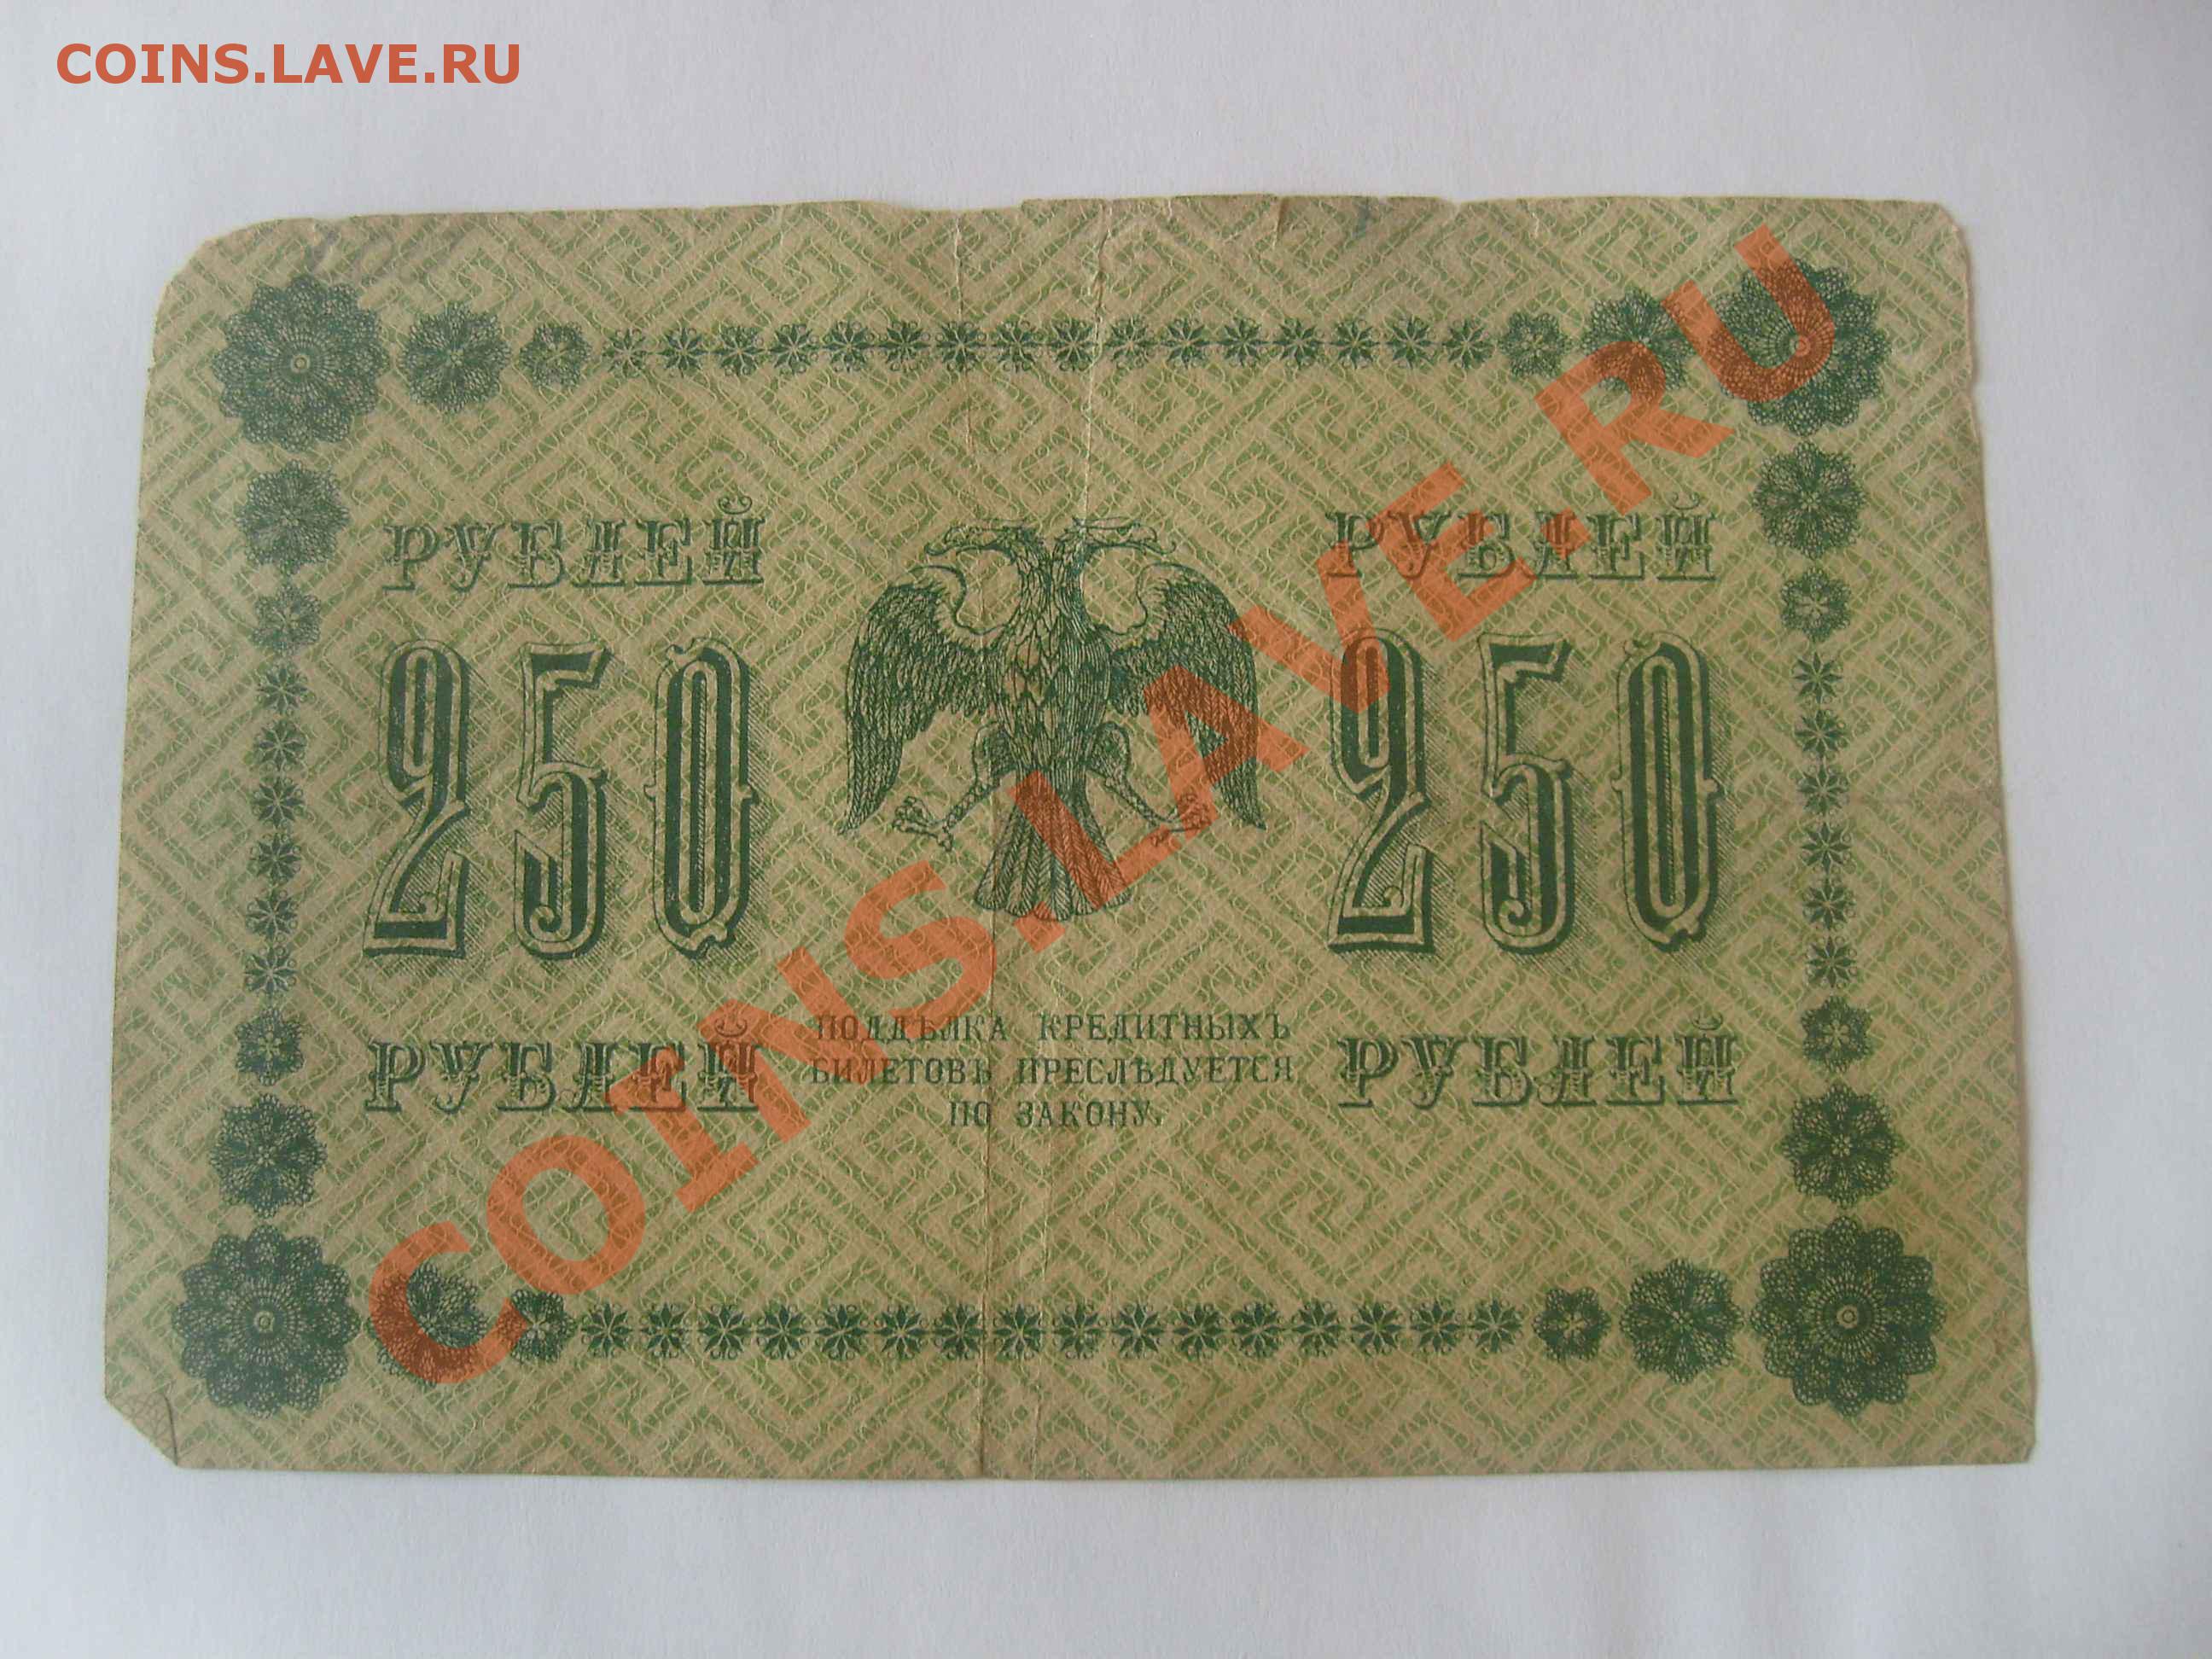 COINS.LAVE.RU
РУБЛЕЙ РУБЛЕЙ
250 250
РУБЛЕЙ РУБЛЕЙ
ПОДДѢЛКА КРЕДИТНЫХЪ
БИЛЕТОВЪ ПРЕСЛѢДУЕТСЯ
ПО ЗАКОНУ.
COINS.LAVE.RU